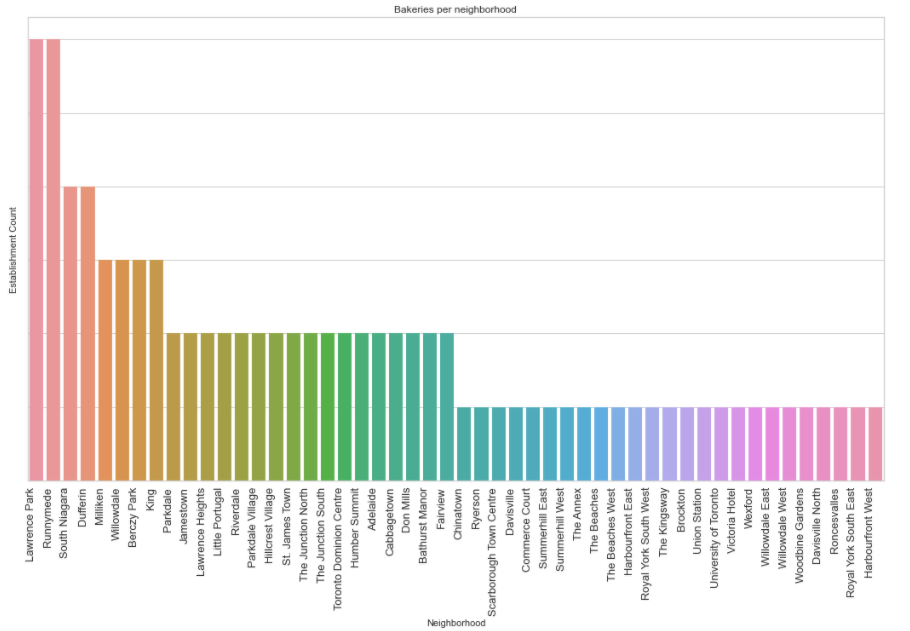 Bakeries per neighborhood
Establishment Count
Lawrence Park
Runnymede
South Niagara
Dufferin
Milliken
Willowdale
Berczy Park
King
Parkdale
Jamestown
Lawrence Heights
Little Portugal
Riverdale
Parkdale Village
Hillcrest Village
St. James Town
The Junction North
The Junction South
Toronto Dominion Centre
Humber Summit
Adelaide
Cabbagetown
Don Mills
Bathurst Manor
Fairview
Chinatown
Ryerson
Scarborough Town Centre
Davisville
Commerce Court
Summerhill East
Summerhill West
The Annex
The Beaches
The Beaches West
Harbourfront East
Royal York South West
The Kingsway
Brockton
Union Station
University of Toronto
Victoria Hotel
Wexford
Willowdale East
Willowdale West
Woodbine Gardens
Davisville North
Roncesvalles
Royal York South East
Harbourfront West
Neighborhood